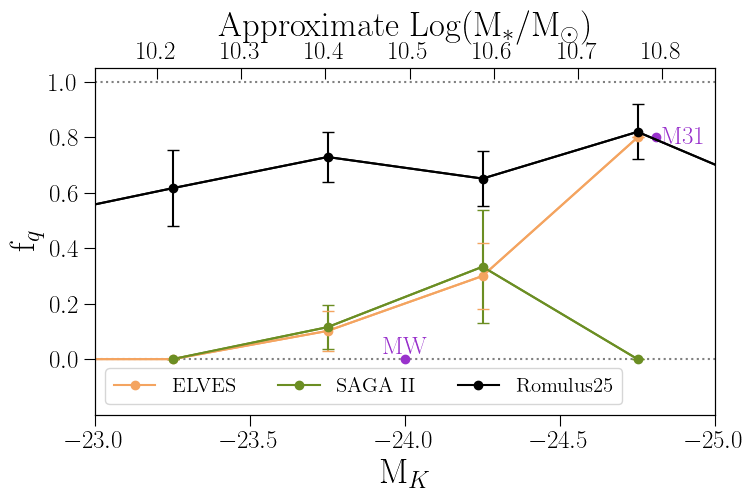 Approximate Log(M*/M⊙)
10.2 10.3 10.4 10.5 10.6 10.7 10.8
1.0
0.8
M31
0.6
f_q
0.4
0.2
MW
0.0
ELVES SAGA II Romulus25
−23.0 −23.5 −24.0 −24.5 −25.0
M_K